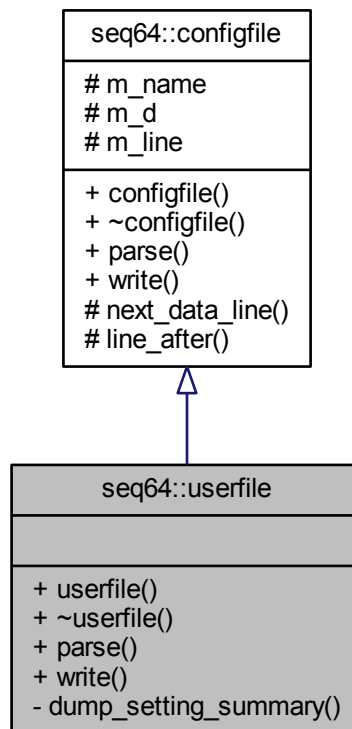 seq64::configfile
# m_name
# m_d
# m_line
+ configfile()
+ ~configfile()
+ parse()
+ write()
# next_data_line()
# line_after()
seq64::userfile
+ userfile()
+ ~userfile()
+ parse()
+ write()
- dump_setting_summary()